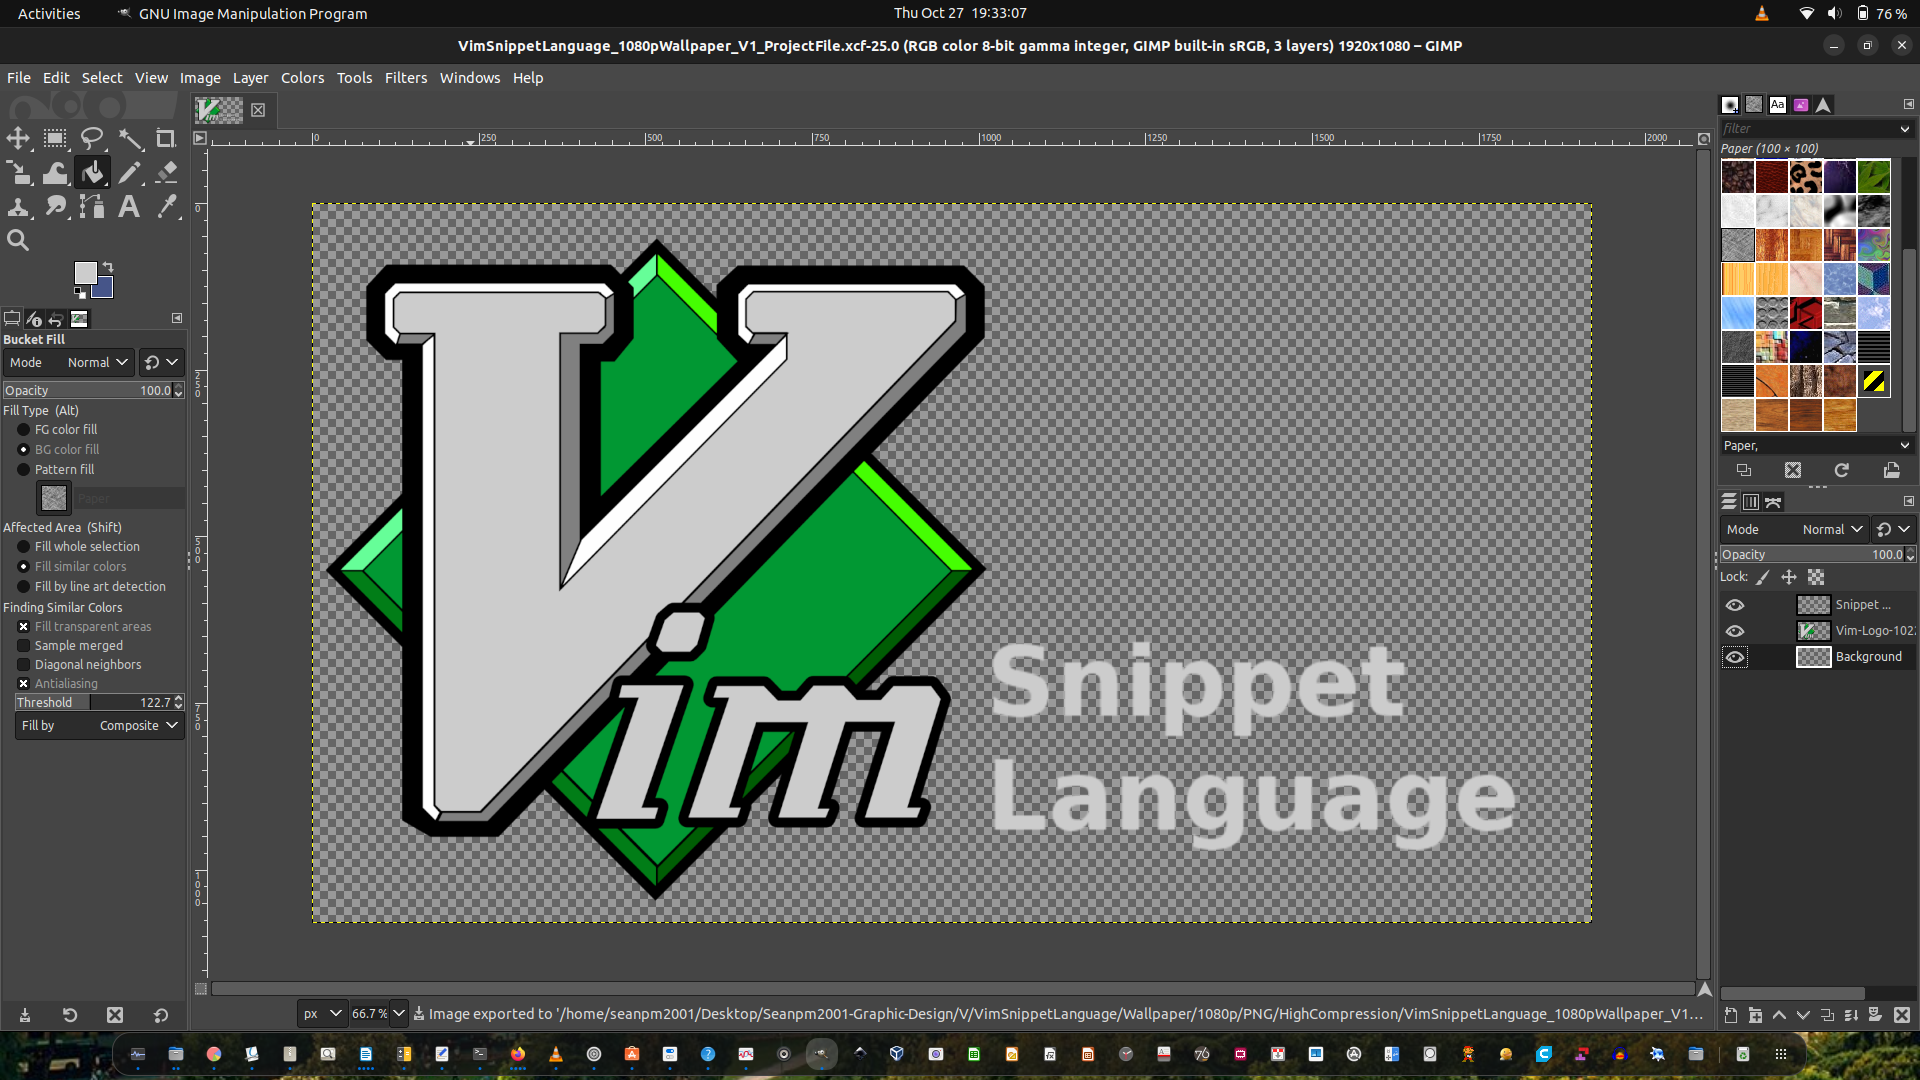 Activities
GNU Image Manipulation Program
Thu Oct 27 19:33:07
76 %
VimSnippetLanguage_1080pWallpaper_V1_ProjectFile.xcf-25.0 (RGB color 8-bit gamma integer, GIMP built-in sRGB, 3 layers) 1920x1080 – GIMP
File Edit Select View Image Layer Colors Tools Filters Windows Help
0 250 500 750 1000 1250 1500 1750 2000
0
250
500
750
1000
Bucket Fill
Mode Normal
Opacity 100.0
Fill Type (Alt)
FG color fill
BG color fill
Pattern fill
Paper
Affected Area (Shift)
Fill whole selection
Fill similar colors
Fill by line art detection
Finding Similar Colors
Fill transparent areas
Sample merged
Diagonal neighbors
Antialiasing
Threshold 122.7
Fill by Composite
Vim
Snippet
Language
Aa
filter
Paper (100 × 100)
Paper,
Mode Normal
Opacity 100.0
Lock:
Snippet ...
Vim-Logo-102
Background
px 66.7 % Image exported to '/home/seanpm2001/Desktop/Seanpm2001-Graphic-Design/V/VimSnippetLanguage/Wallpaper/1080p/PNG/HighCompression/VimSnippetLanguage_1080pWallpaper_V1...